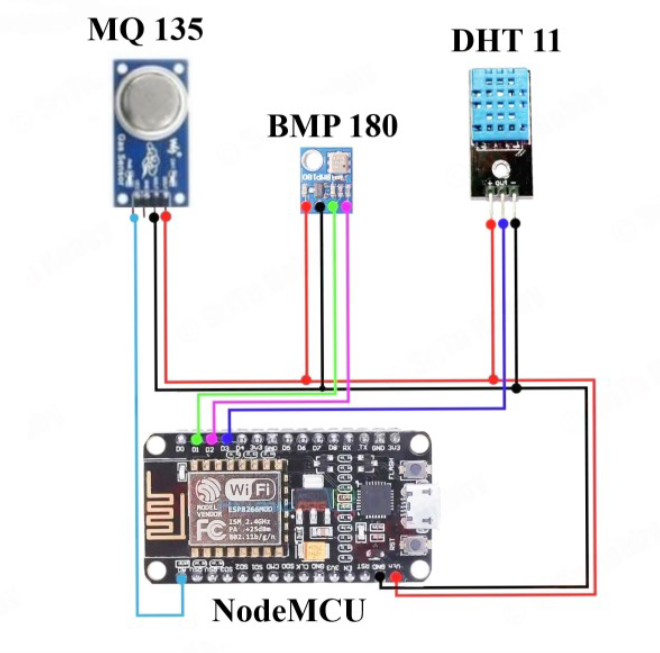 MQ 135
DHT 11
BMP 180
Gas Sensor
BMP180
+ out -
D0 D1 D2 D3 D4 3V3 GND D5 D6 D7 D8 RX TX GND 3V3
FLASH
WiFi
MODEL
VENDOR
ESP8266MOD
FC
ISM 2.4GHz
PA +25dBm
802.11b/g/n
RST
A0 RSV RSV SD3 SD2 SD1 CMD SD0 CLK GND 3V3 EN RST GND Vin
NodeMCU